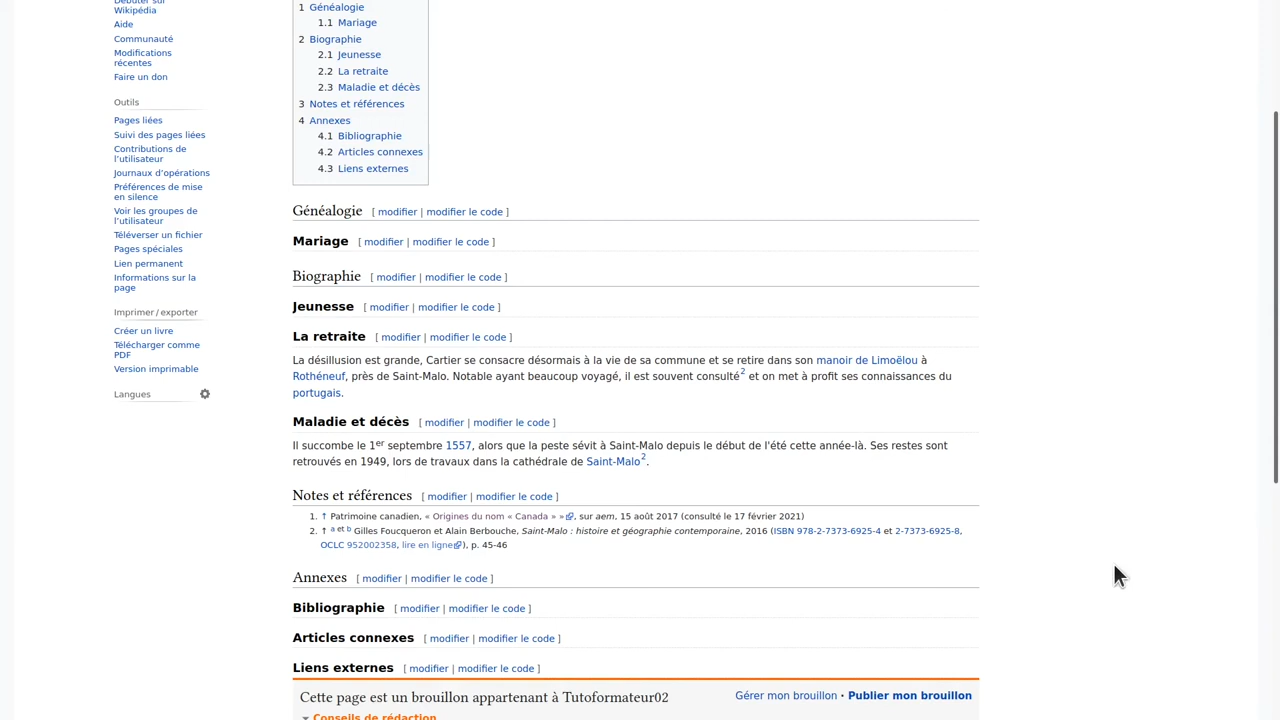 Débuter sur
Wikipédia
Aide
Communauté
Modifications
récentes
Faire un don
Outils
Pages liées
Suivi des pages liées
Contributions de
l’utilisateur
Journaux d’opérations
Préférences de mise
en silence
Voir les groupes de
l’utilisateur
Téléverser un fichier
Pages spéciales
Lien permanent
Informations sur la
page
Imprimer / exporter
Créer un livre
Télécharger comme
PDF
Version imprimable
Langues
1 Généalogie
1.1 Mariage
2 Biographie
2.1 Jeunesse
2.2 La retraite
2.3 Maladie et décès
3 Notes et références
4 Annexes
4.1 Bibliographie
4.2 Articles connexes
4.3 Liens externes
Généalogie [ modifier | modifier le code ]
Mariage [ modifier | modifier le code ]
Biographie [ modifier | modifier le code ]
Jeunesse [ modifier | modifier le code ]
La retraite [ modifier | modifier le code ]
La désillusion est grande, Cartier se consacre désormais à la vie de sa commune et se retire dans son manoir de Limoëlou à
Rothéneuf, près de Saint-Malo. Notable ayant beaucoup voyagé, il est souvent consulté2 et on met à profit ses connaissances du
portugais.
Maladie et décès [ modifier | modifier le code ]
Il succombe le 1er septembre 1557, alors que la peste sévit à Saint-Malo depuis le début de l'été cette année-là. Ses restes sont
retrouvés en 1949, lors de travaux dans la cathédrale de Saint-Malo2.
Notes et références [ modifier | modifier le code ]
1. ↑ Patrimoine canadien, « Origines du nom « Canada » », sur aem, 15 août 2017 (consulté le 17 février 2021)
2. ↑ a et b Gilles Foucqueron et Alain Berbouche, Saint-Malo : histoire et géographie contemporaine, 2016 (ISBN 978-2-7373-6925-4 et 2-7373-6925-8,
OCLC 952002358, lire en ligne), p. 45-46
Annexes [ modifier | modifier le code ]
Bibliographie [ modifier | modifier le code ]
Articles connexes [ modifier | modifier le code ]
Liens externes [ modifier | modifier le code ]
Cette page est un brouillon appartenant à Tutoformateur02
Gérer mon brouillon • Publier mon brouillon
Conseils de rédaction